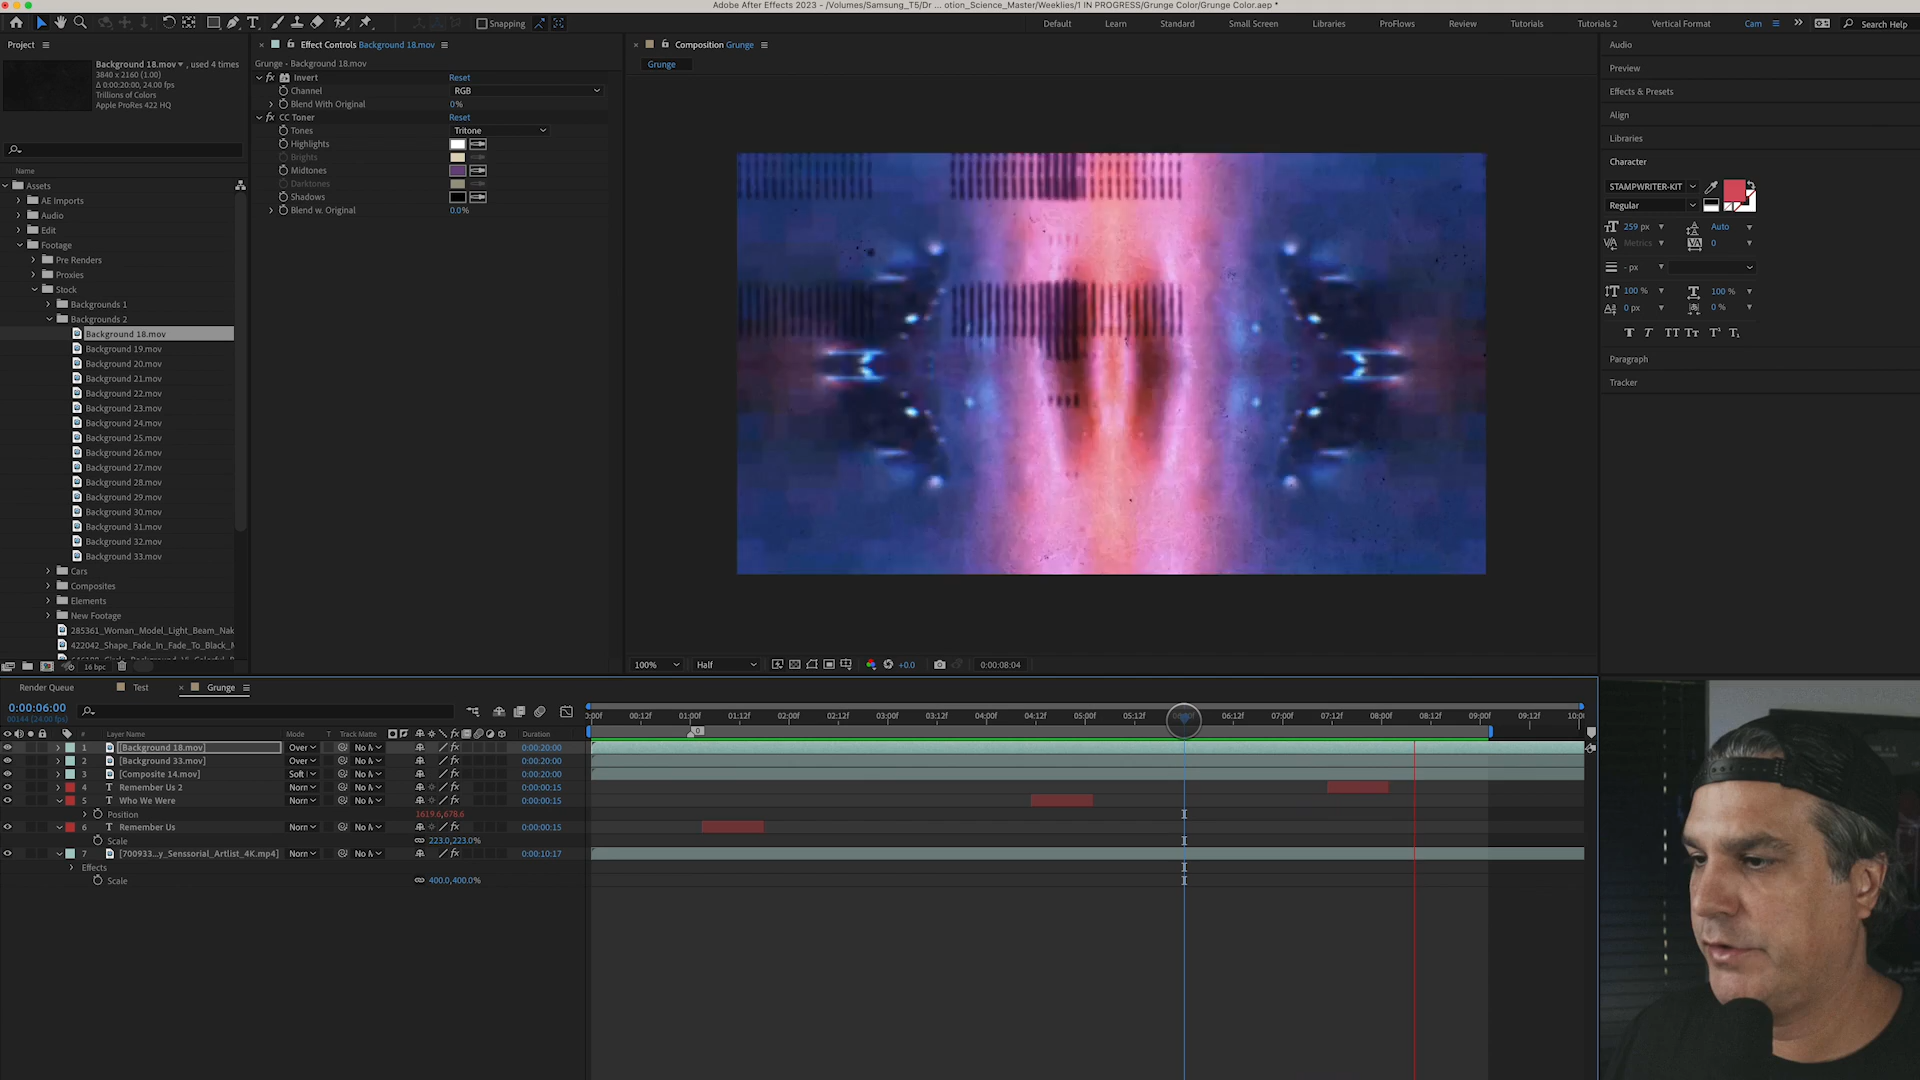 Adobe After Effects 2023 - /Volumes/Samsung_T5/Dr ... otion_Science_Master/Weeklies/1 IN PROGRESS/Grunge Color/Grunge Color.aep *
Snapping
Default
Learn
Standard
Small Screen
Libraries
ProFlows
Review
Tutorials
Tutorials 2
Vertical Format
Cam
Search Help
Project
Effect Controls Background 18.mov
Composition Grunge
Audio
Background 18.mov , used 4 times
3840 x 2160 (1.00)
Δ 0:00:20:00, 24.00 fps
Trillions of Colors
Apple ProRes 422 HQ
Grunge - Background 18.mov
Invert Reset
Channel RGB
Blend With Original 0%
CC Toner Reset
Tones Tritone
Highlights
Brights
Midtones
Darktones
Shadows
Blend w. Original 0.0%
Grunge
Preview
Effects & Presets
Align
Libraries
Character
STAMPWRITER-KIT
Regular
259 px Auto
Metrics 0
- px
100 % 100 %
0 px 0 %
Paragraph
Tracker
Name
Assets
AE Imports
Audio
Edit
Footage
Pre Renders
Proxies
Stock
Backgrounds 1
Backgrounds 2
Background 18.mov
Background 19.mov
Background 20.mov
Background 21.mov
Background 22.mov
Background 23.mov
Background 24.mov
Background 25.mov
Background 26.mov
Background 27.mov
Background 28.mov
Background 29.mov
Background 30.mov
Background 31.mov
Background 32.mov
Background 33.mov
Cars
Composites
Elements
New Footage
285361_Woman_Model_Light_Beam_Nak
422042_Shape_Fade_In_Fade_To_Black_
16 bpc
100% Half +0.0 0:00:08:04
Render Queue Test Grunge
0:00:06:00
00144 (24.00 fps)
:00f 00:12f 01:00f 01:12f 02:00f 02:12f 03:00f 03:12f 04:00f 04:12f 05:00f 05:12f 06:12f 07:00f 07:12f 08:00f 08:12f 09:00f 09:12f 10:0
# Layer Name Mode T Track Matte Duration
1 [Background 18.mov] Over No M 0:00:20:00
2 [Background 33.mov] Over No M 0:00:20:00
3 [Composite 14.mov] Soft No M 0:00:20:00
4 T Remember Us 2 Norn No M 0:00:00:15
5 T Who We Were Norn No M 0:00:00:15
Position 1619.6,678.6
6 T Remember Us Norn No M 0:00:00:15
Scale 223.0,223.0%
7 [700933...y_Senssorial_Artlist_4K.mp4] Norn No M 0:00:10:17
Effects
Scale 400.0,400.0%